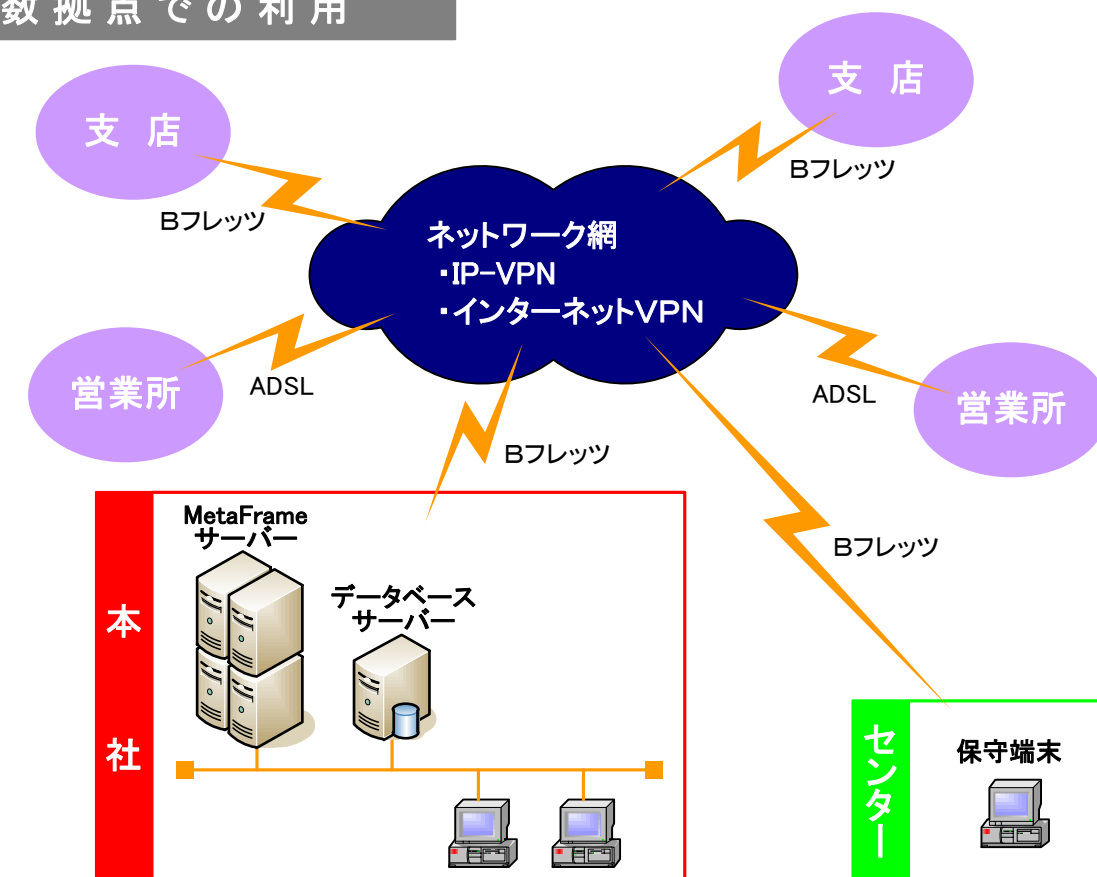 数拠点での利用
支 店
支 店
Bフレッツ
Bフレッツ
ネットワーク網
・IP-VPN
・インターネットVPN
営業所
ADSL
ADSL
営業所
Bフレッツ
Bフレッツ
本社
MetaFrame
サーバー
データベース
サーバー
センター
保守端末